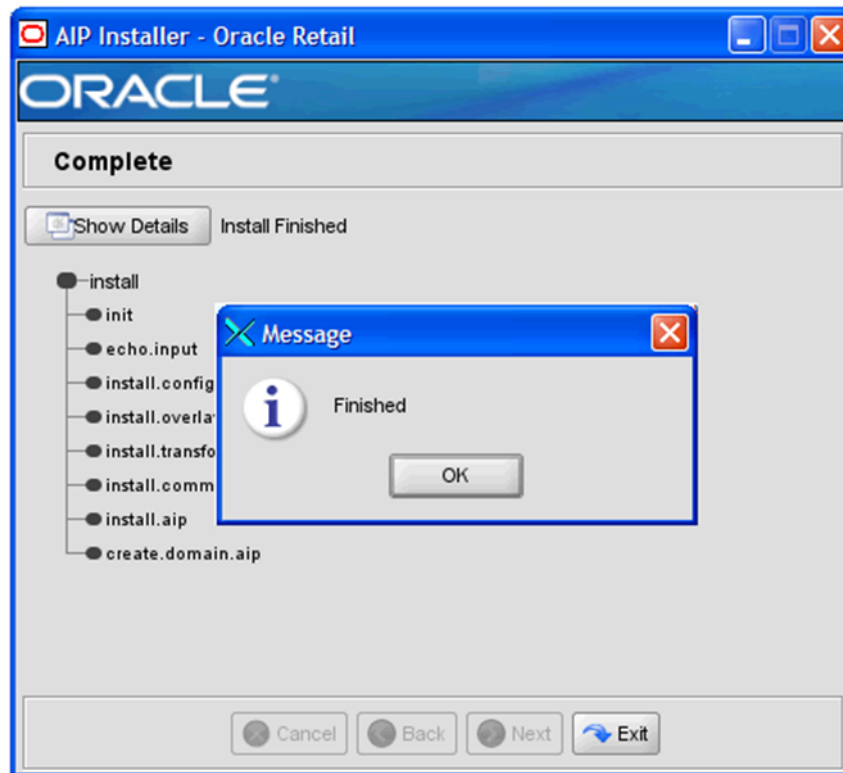 AIP Installer - Oracle Retail
ORACLE®
Complete
Show Details Install Finished
install
init
echo.input
install.config
install.overla
install.transfo
install.comm
install.aip
create.domain.aip
Message
Finished
OK
Cancel Back Next Exit